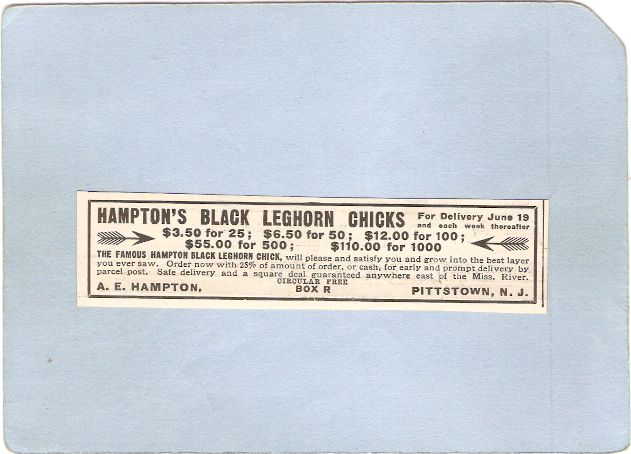 HAMPTON'S BLACK LEGHORN CHICKS For Delivery June 19
and each week thereafter
$3.50 for 25; $6.50 for 50; $12.00 for 100;
$55.00 for 500; $110.00 for 1000
THE FAMOUS HAMPTON BLACK LEGHORN CHICK, will please and satisfy you and grow into the best layer
you ever saw. Order now with 25% of amount of order, or cash, for early and prompt delivery by
parcel post. Safe delivery and a square deal guaranteed anywhere east of the Miss. River.
CIRCULAR FREE
A. E. HAMPTON, BOX R PITTSTOWN, N. J.